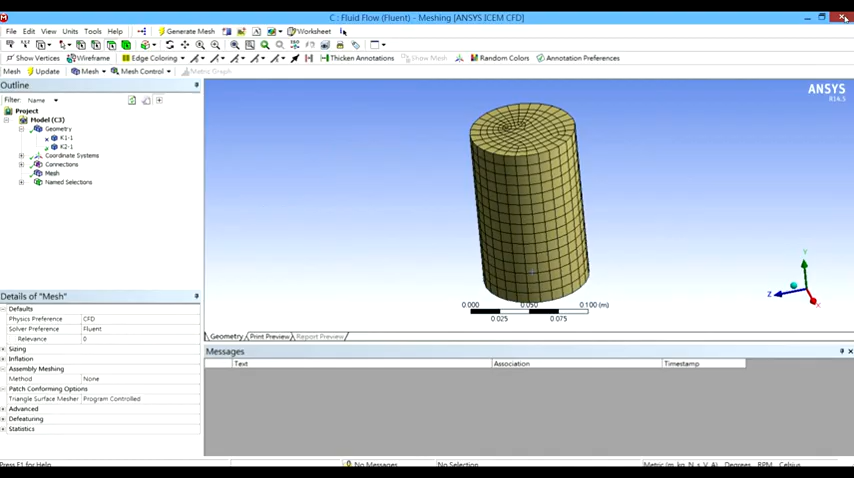 C : Fluid Flow (Fluent) - Meshing [ANSYS ICEM CFD]
File Edit View Units Tools Help Generate Mesh Worksheet
Show Vertices Wireframe Edge Coloring Thicken Annotations Show Mesh Random Colors Annotation Preferences
Mesh Update Mesh Mesh Control Metric Graph
Outline
Filter: Name
Project
Model (C3)
Geometry
K1-1
K2-1
Coordinate Systems
Connections
Mesh
Named Selections
ANSYS
R16.5
Y
Z
X
0.000 0.050 0.100 (m)
0.025 0.075
Details of "Mesh"
Defaults
Physics Preference CFD
Solver Preference Fluent
Relevance 0
Sizing
Inflation
Assembly Meshing
Method None
Patch Conforming Options
Triangle Surface Mesher Program Controlled
Advanced
Defeaturing
Statistics
Geometry Print Preview Report Preview
Messages
Text Association Timestamp
Press F1 for Help No Messages No Selection Metric (m, kg, N, s, V, A) Degrees RPM Celsius